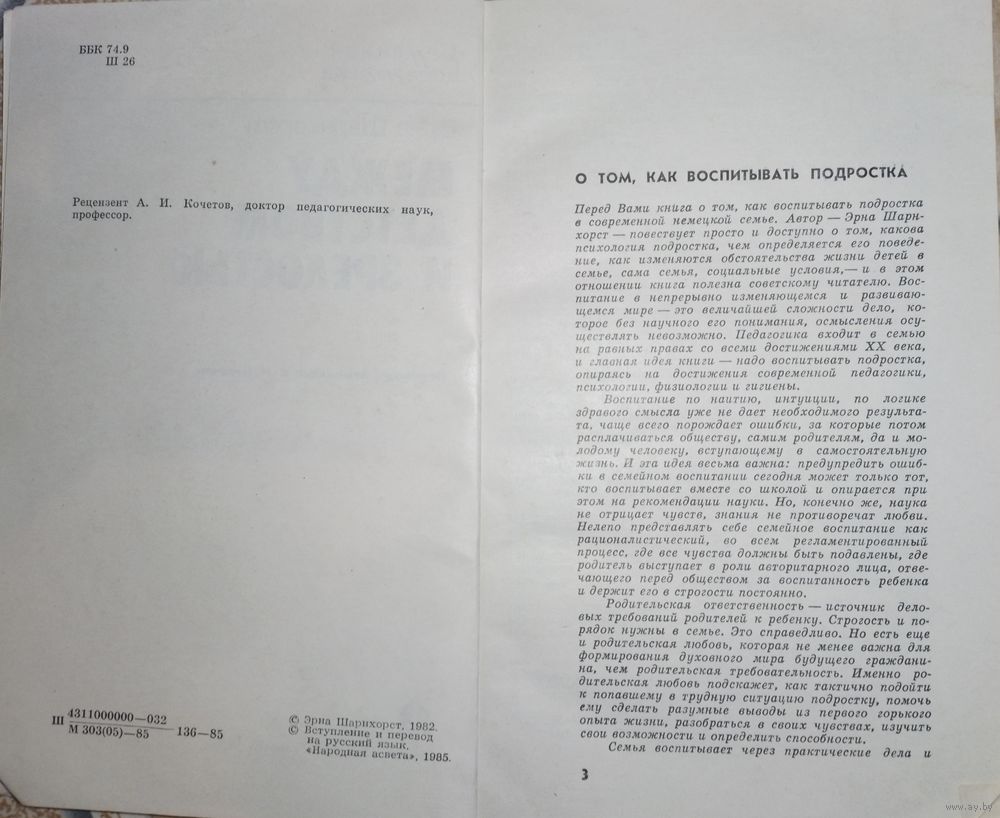 ББК 74.9
Ш 26
Рецензент А. И. Кочетов, доктор педагогических наук,
профессор.
Ш 4311000000—032 136—85
М 303(05)—85
© Эрна Шарнхорст, 1982.
© Вступление и перевод
на русский язык.
«Народная асвета», 1985.
О ТОМ, КАК ВОСПИТЫВАТЬ ПОДРОСТКА
Перед Вами книга о том, как воспитывать подростка
в современной немецкой семье. Автор — Эрна Шарн-
хорст — повествует просто и доступно о том, какова
психология подростка, чем определяется его поведе-
ние, как изменяются обстоятельства жизни детей в
семье, сама семья, социальные условия,— и в этом
отношении книга полезна советскому читателю. Вос-
питание в непрерывно изменяющемся и развиваю-
щемся мире — это величайшей сложности дело, ко-
торое без научного его понимания, осмысления осу-
ществлять невозможно. Педагогика входит в семью
на равных правах со всеми достижениями XX века,
и главная идея книги — надо воспитывать подростка,
опираясь на достижения современной педагогики,
психологии, физиологии и гигиены.
Воспитание по наитию, интуиции, по логике
здравого смысла уже не дает необходимого результа-
та, чаще всего порождает ошибки, за которые потом
расплачиваться обществу, самим родителям, да и мо-
лодому человеку, вступающему в самостоятельную
жизнь. И эта идея весьма важна: предупредить ошиб-
ки в семейном воспитании сегодня может только тот,
кто воспитывает вместе со школой и опирается при
этом на рекомендации науки. Но, конечно же, наука
не отрицает чувств, знания не противоречат любви.
Нелепо представлять себе семейное воспитание как
рационалистический, во всем регламентированный
процесс, где все чувства должны быть подавлены, где
родитель выступает в роли авторитарного лица, отве-
чающего перед обществом за воспитанность ребенка
и держит его в строгости постоянно.
Родительская ответственность — источник дело-
вых требований родителей к ребенку. Строгость и по-
рядок нужны в семье. Это справедливо. Но есть еще
и родительская любовь, которая не менее важна для
формирования духовного мира будущего граждани-
на, чем родительская требовательность. Именно ро-
дительская любовь подскажет, как тактично подойти
к попавшему в трудную ситуацию подростку, помочь
ему сделать разумные выводы из первого горького
опыта жизни, разобраться в своих чувствах, изучить
свои возможности и определить способности.
Семья воспитывает через практические дела и
3
www.ay.by